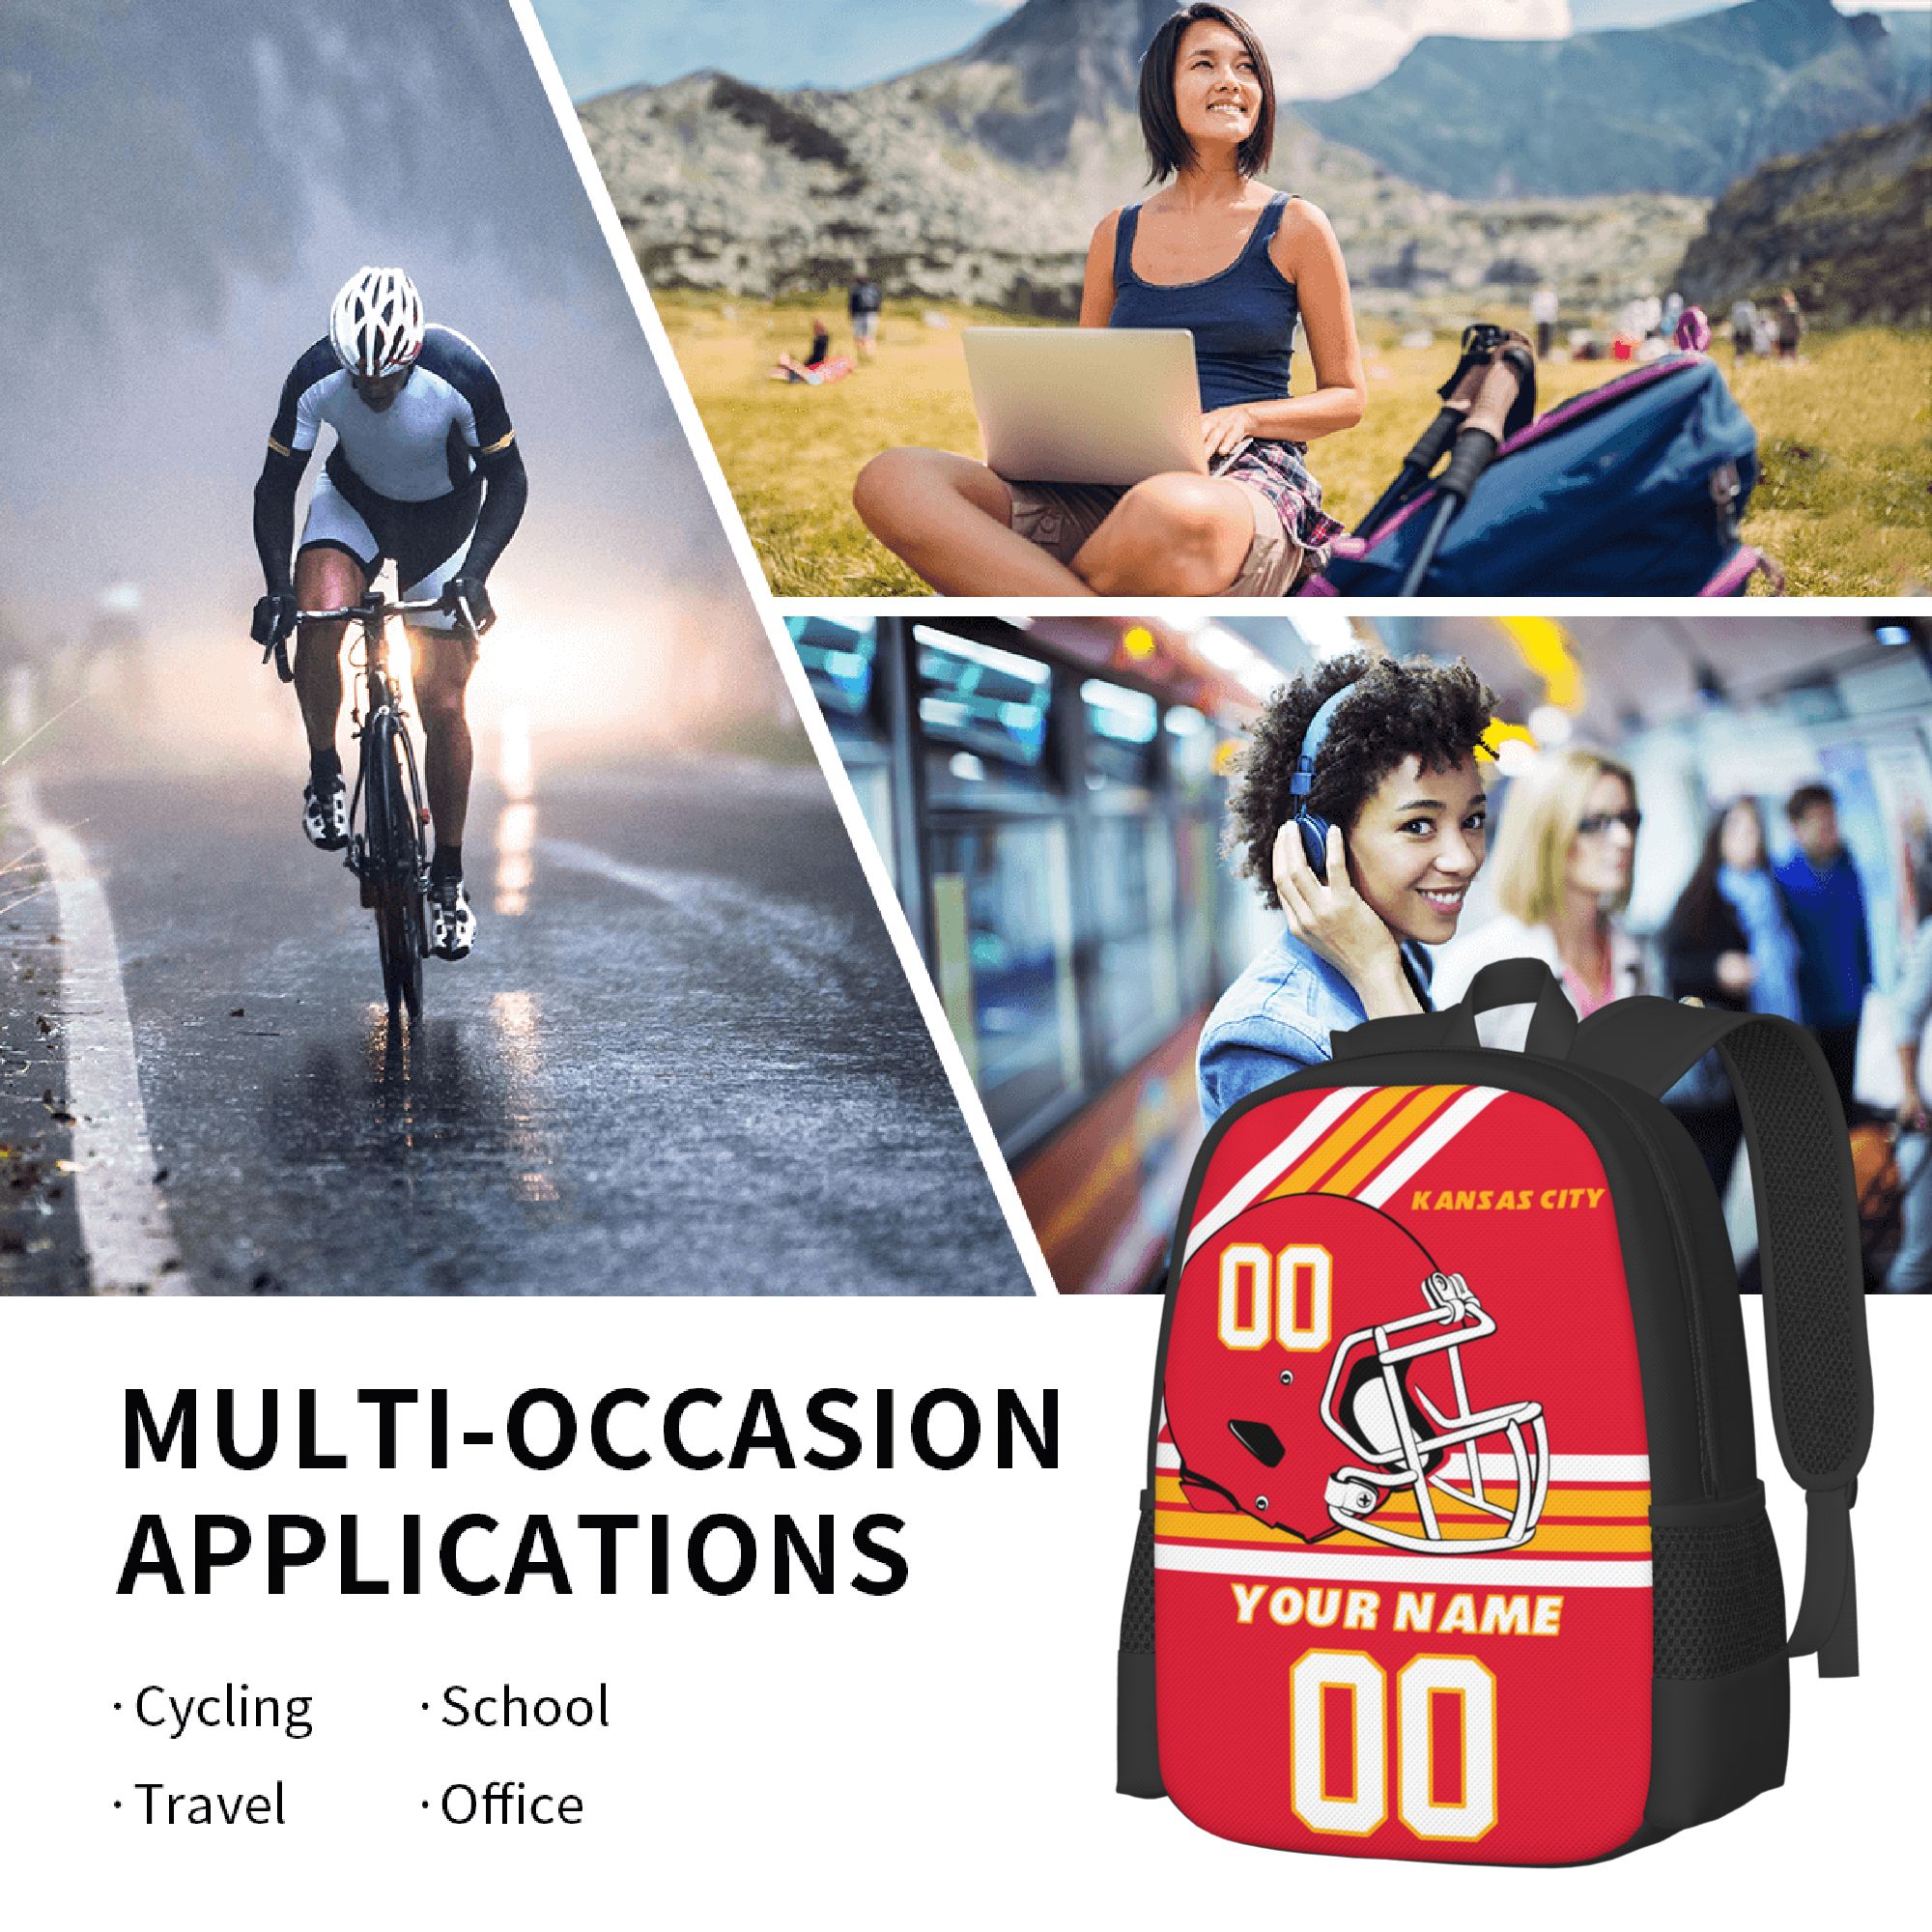 KANSAS CITY
00
YOUR NAME
00
MULTI-OCCASION
APPLICATIONS
· Cycling
· School
· Travel
· Office